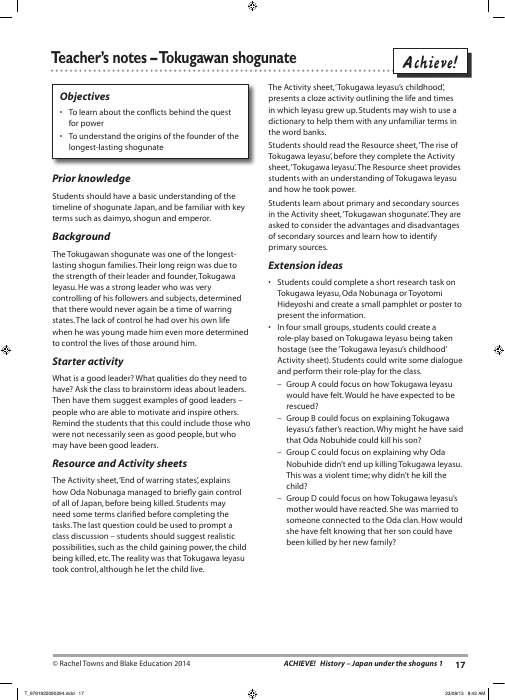 Teacher's notes – Tokugawan shogunate
Achieve!
Objectives
• To learn about the conflicts behind the quest
for power
• To understand the origins of the founder of the
longest-lasting shogunate
Prior knowledge
Students should have a basic understanding of the
timeline of shogunate Japan, and be familiar with key
terms such as daimyo, shogun and emperor.
Background
The Tokugawan shogunate was one of the longest-
lasting shogun families. Their long reign was due to
the strength of their leader and founder, Tokugawa
Ieyasu. He was a strong leader who was very
controlling of his followers and subjects, determined
that there would never again be a time of warring
states. The lack of control he had over his own life
when he was young made him even more determined
to control the lives of those around him.
Starter activity
What is a good leader? What qualities do they need to
have? Ask the class to brainstorm ideas about leaders.
Then have them suggest examples of good leaders –
people who are able to motivate and inspire others.
Remind the students that this could include those who
were not necessarily seen as good people, but who
may have been good leaders.
Resource and Activity sheets
The Activity sheet, 'End of warring states', explains
how Oda Nobunaga managed to briefly gain control
of all of Japan, before being killed. Students may
need some terms clarified before completing the
tasks. The last question could be used to prompt a
class discussion – students should suggest realistic
possibilities, such as the child gaining power, the child
being killed, etc. The reality was that Tokugawa Ieyasu
took control, although he let the child live.
The Activity sheet, 'Tokugawa Ieyasu's childhood',
presents a cloze activity outlining the life and times
in which Ieyasu grew up. Students may wish to use a
dictionary to help them with any unfamiliar terms in
the word banks.
Students should read the Resource sheet, 'The rise of
Tokugawa Ieyasu', before they complete the Activity
sheet, 'Tokugawa Ieyasu'. The Resource sheet provides
students with an understanding of Tokugawa Ieyasu
and how he took power.
Students learn about primary and secondary sources
in the Activity sheet, 'Tokugawan shogunate'. They are
asked to consider the advantages and disadvantages
of secondary sources and learn how to identify
primary sources.
Extension ideas
• Students could complete a short research task on
Tokugawa Ieyasu, Oda Nobunaga or Toyotomi
Hideyoshi and create a small pamphlet or poster to
present the information.
• In four small groups, students could create a
role-play based on Tokugawa Ieyasu being taken
hostage (see the 'Tokugawa Ieyasu's childhood'
Activity sheet). Students could write some dialogue
and perform their role-play for the class.
– Group A could focus on how Tokugawa Ieyasu
would have felt. Would he have expected to be
rescued?
– Group B could focus on explaining Tokugawa
Ieyasu's father's reaction. Why might he have said
that Oda Nobuhide could kill his son?
– Group C could focus on explaining why Oda
Nobuhide didn't end up killing Tokugawa Ieyasu.
This was a violent time; why didn't he kill the
child?
– Group D could focus on how Tokugawa Ieyasu's
mother would have reacted. She was married to
someone connected to the Oda clan. How would
she have felt knowing that her son could have
been killed by her new family?
© Rachel Towns and Blake Education 2014
ACHIEVE! History – Japan under the shoguns 1 17
T_9781922090294.indd 17
23/08/13 8:42 AM